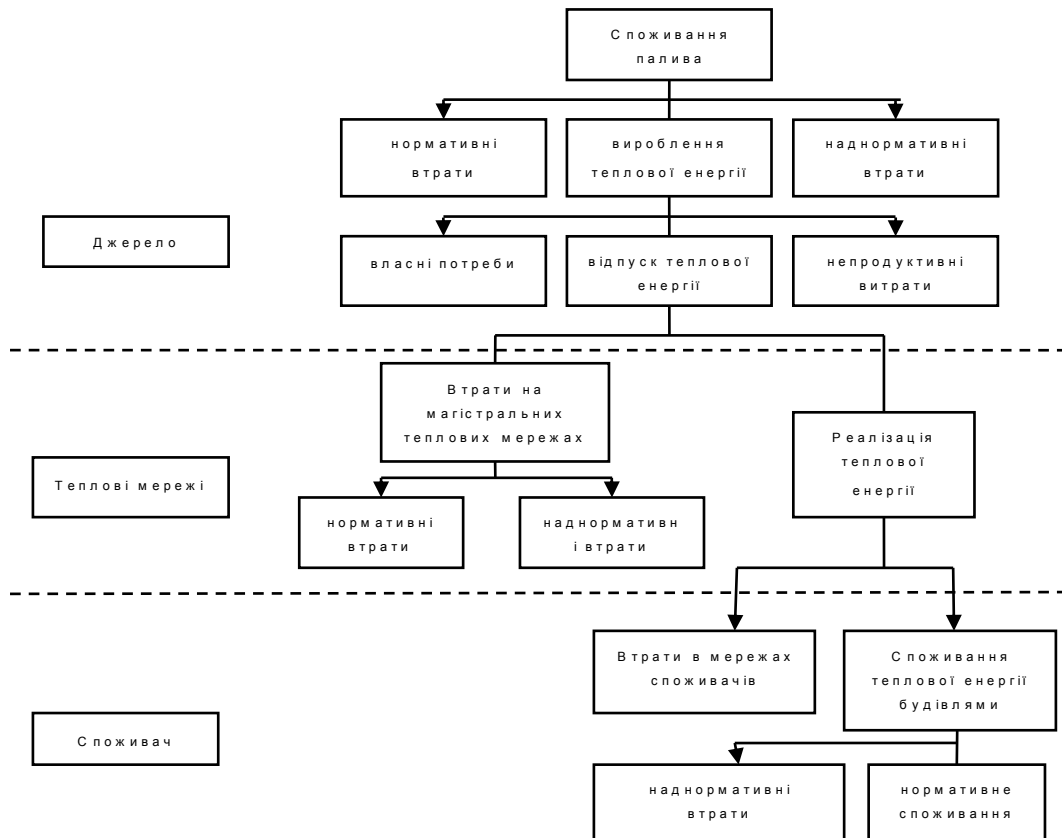 Споживання
палива
нормативні
втрати
вироблення
теплової енергії
наднормативні
втрати
Джерело
власні потреби
відпуск теплової
енергії
непродуктивні
витрати
Втрати на
магістральних
теплових мережах
Реалізація
теплової
енергії
Теплові мережі
нормативні
втрати
наднормативн
і втрати
Втрати в мережах
споживачів
Споживання
теплової енергії
будівлями
Споживач
наднормативні
втрати
нормативне
споживання